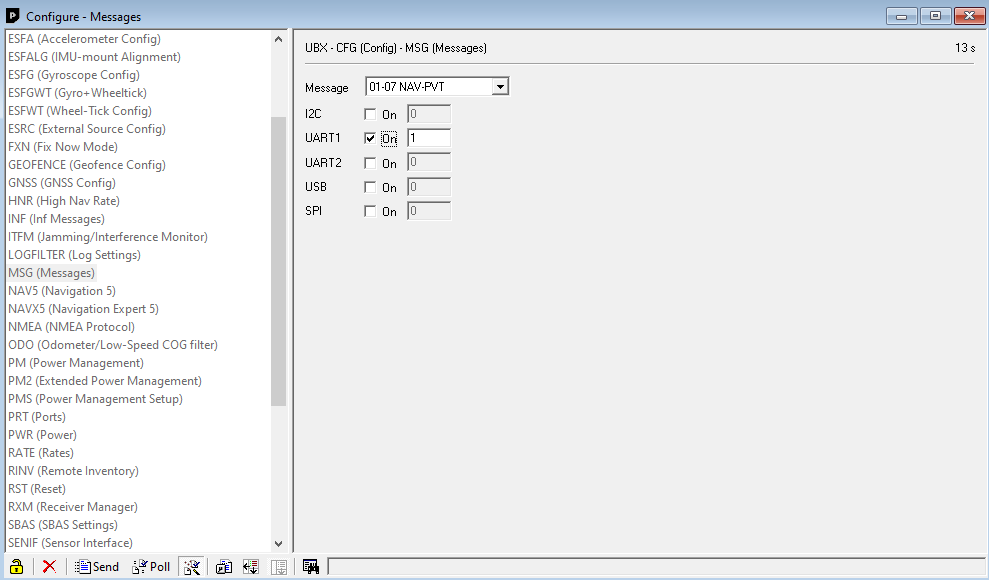 P Configure - Messages
ESFA (Accelerometer Config)
ESFALG (IMU-mount Alignment)
ESFG (Gyroscope Config)
ESFGWT (Gyro+Wheeltick)
ESFWT (Wheel-Tick Config)
ESRC (External Source Config)
FXN (Fix Now Mode)
GEOFENCE (Geofence Config)
GNSS (GNSS Config)
HNR (High Nav Rate)
INF (Inf Messages)
ITFM (Jamming/Interference Monitor)
LOGFILTER (Log Settings)
MSG (Messages)
NAV5 (Navigation 5)
NAVX5 (Navigation Expert 5)
NMEA (NMEA Protocol)
ODO (Odometer/Low-Speed COG filter)
PM (Power Management)
PM2 (Extended Power Management)
PMS (Power Management Setup)
PRT (Ports)
PWR (Power)
RATE (Rates)
RINV (Remote Inventory)
RST (Reset)
RXM (Receiver Manager)
SBAS (SBAS Settings)
SENIF (Sensor Interface)
UBX - CFG (Config) - MSG (Messages) 13 s
Message 01-07 NAV-PVT
I2C On 0
UART1 On 1
UART2 On 0
USB On 0
SPI On 0
Send Poll